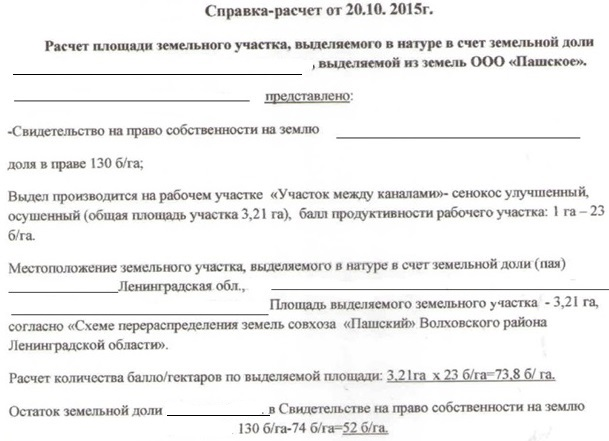 Справка-расчет от 20.10. 2015г.
Расчет площади земельного участка, выделяемого в натуре в счет земельной доли
, выделяемой из земель ООО «Пашское».
представлено:
-Свидетельство на право собственности на землю
доля в праве 130 б/га;
Выдел производится на рабочем участке «Участок между каналами»- сенокос улучшенный,
осушенный (общая площадь участка 3,21 га), балл продуктивности рабочего участка: 1 га – 23
б/га.
Местоположение земельного участка, выделяемого в натуре в счет земельной доли (пая)
Ленинградская обл.,
Площадь выделяемого земельного участка - 3,21 га,
согласно «Схеме перераспределения земель совхоза «Пашский» Волховского района
Ленинградской области».
Расчет количества балло/гектаров по выделяемой площади: 3,21га х 23 б/га=73,8 б/ га.
Остаток земельной доли . в Свидетельстве на право собственности на землю
130 б/га-74 б/га=52 б/га.